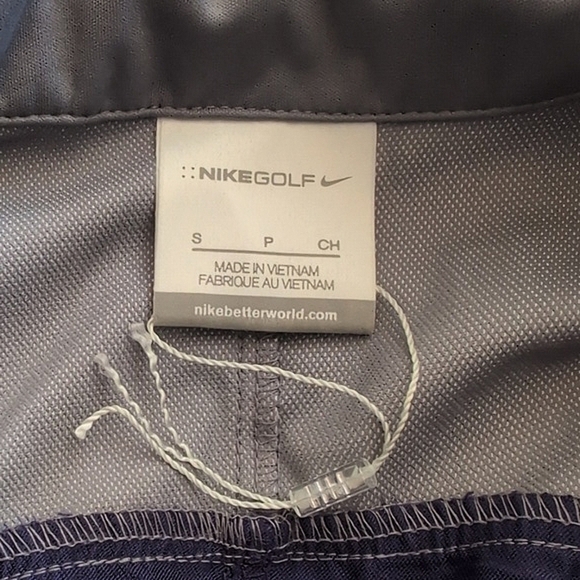 NIKEGOLF
S P CH
MADE IN VIETNAM
FABRIQUE AU VIETNAM
nikebetterworld.com